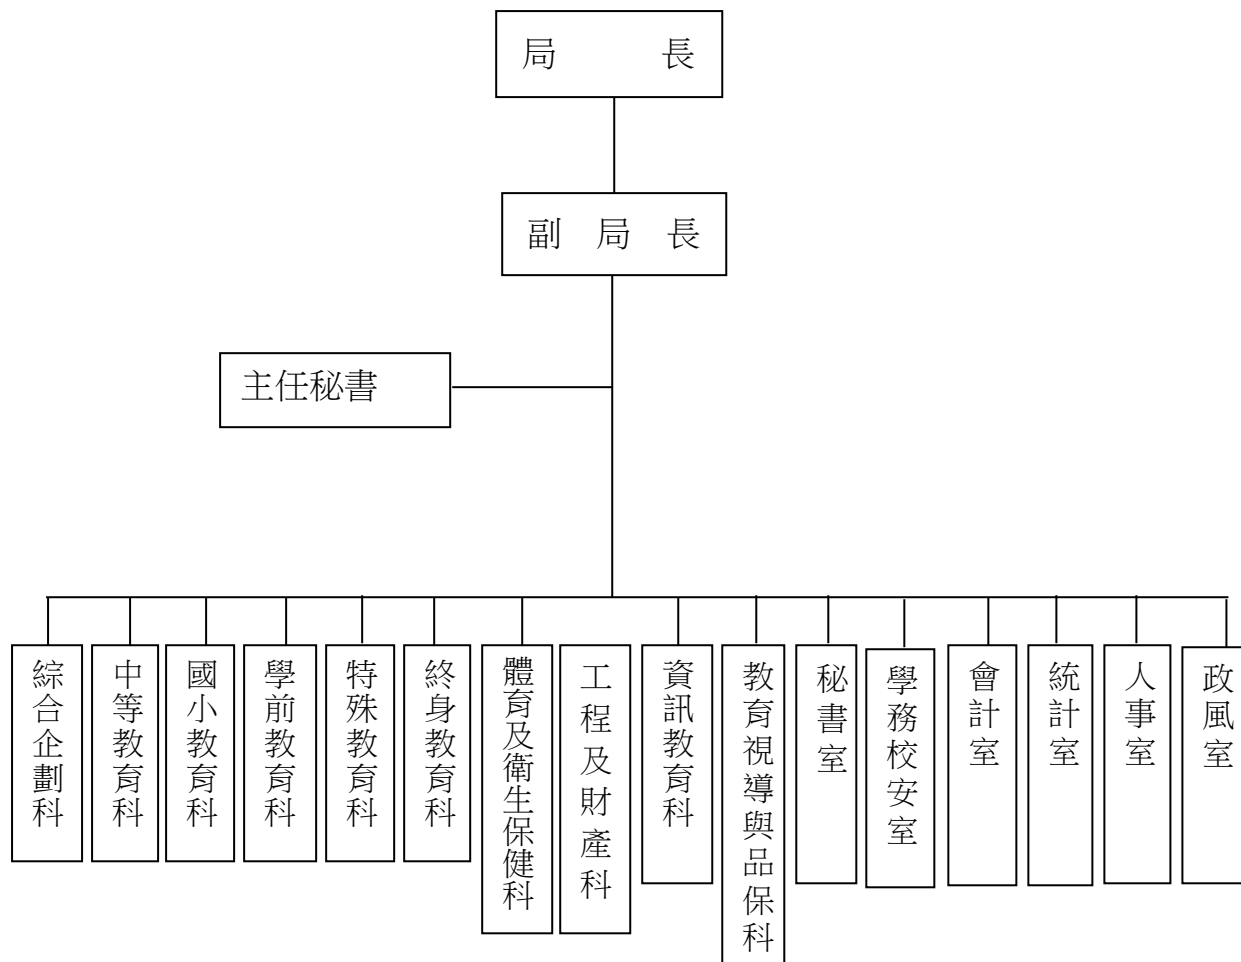 局長
副局長
主任秘書
綜合企劃科
中等教育科
國小教育科
學前教育科
特殊教育科
終身教育科
體育及衛生保健科
工程及財產科
資訊教育科
教育視導與品保科
秘書室
學務校安室
會計室
統計室
人事室
政風室